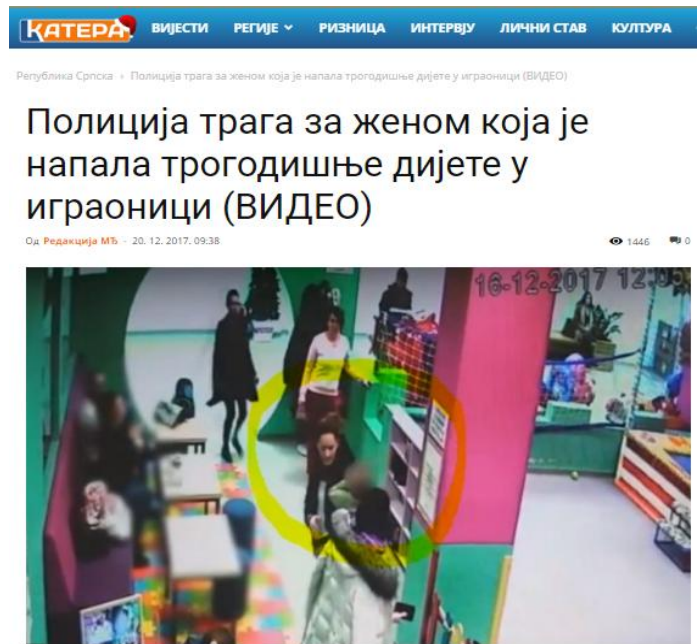 КАТЕРА
ВИЈЕСТИ РЕГИЈЕ РИЗНИЦА ИНТЕРВЈУ ЛИЧНИ СТАВ КУЛТУРА
Република Српска › Полиција трага за женом која је напала трогодишње дијете у играоници (ВИДЕО)
Полиција трага за женом која је
напала трогодишње дијете у
играоници (ВИДЕО)
Од Редакција МЂ - 20. 12. 2017. 09:38 1446 0
16-12-2017